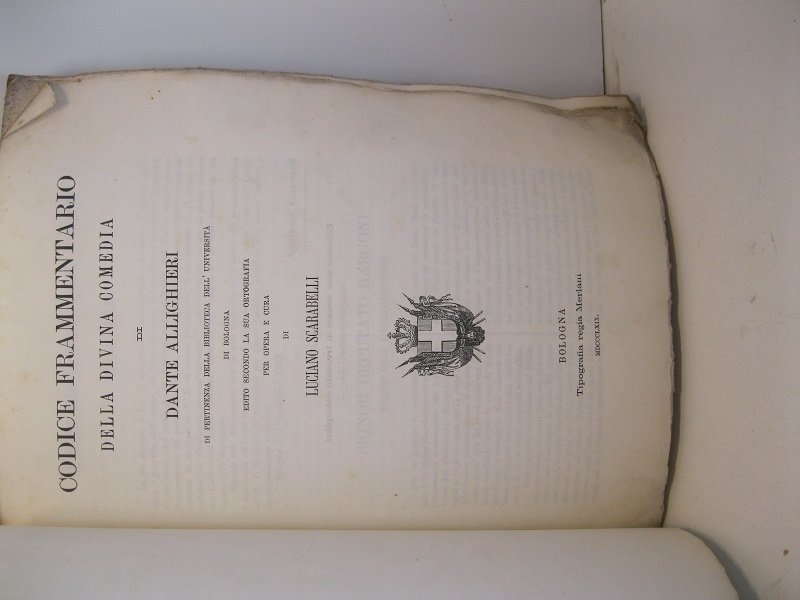 CODICE FRAMMENTARIO
DELLA DIVINA COMEDIA
DI
DANTE ALLIGHIERI
DI PERTINENZA DELLA BIBLIOTECA DELL' UNIVERSITÀ
DI BOLOGNA
EDITO SECONDO LA SUA ORTOGRAFIA
PER OPERA E CURA
DI
LUCIANO SCARABELLI
BOLOGNA
Tipografia regia Merlani
MDCCCLXIX.